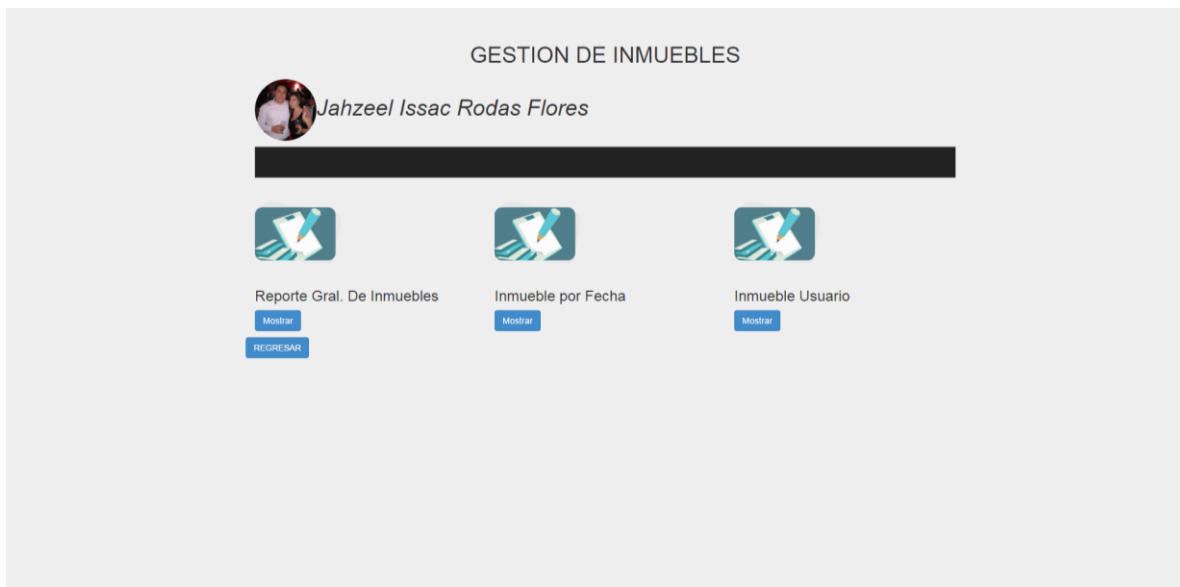 GESTION DE INMUEBLES
Jahzeel Issac Rodas Flores
Reporte Gral. De Inmuebles
Mostrar
Inmueble por Fecha
Mostrar
Inmueble Usuario
Mostrar
REGRESAR